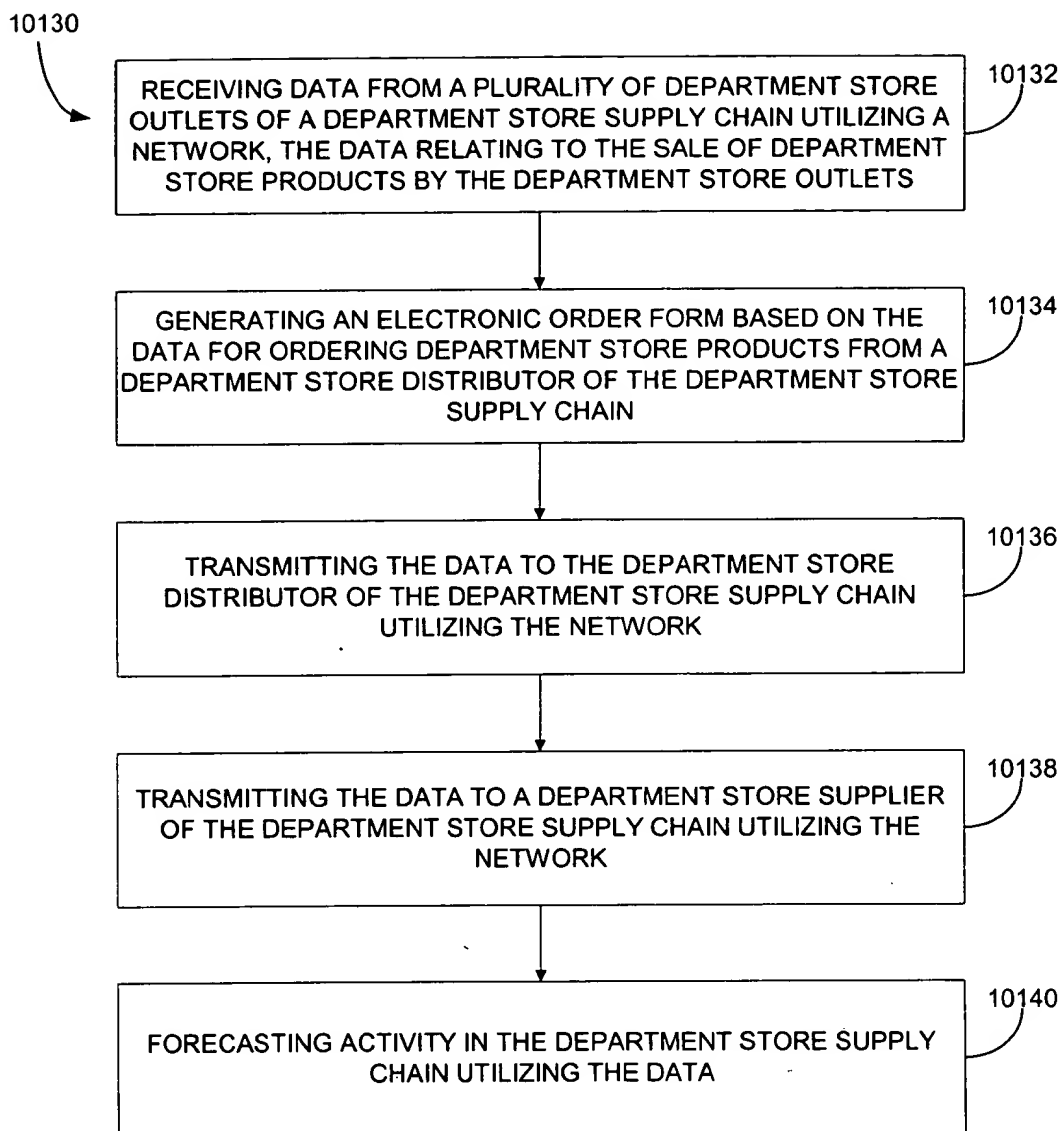 10130
RECEIVING DATA FROM A PLURALITY OF DEPARTMENT STORE
OUTLETS OF A DEPARTMENT STORE SUPPLY CHAIN UTILIZING A
NETWORK, THE DATA RELATING TO THE SALE OF DEPARTMENT
STORE PRODUCTS BY THE DEPARTMENT STORE OUTLETS
10132
GENERATING AN ELECTRONIC ORDER FORM BASED ON THE
DATA FOR ORDERING DEPARTMENT STORE PRODUCTS FROM A
DEPARTMENT STORE DISTRIBUTOR OF THE DEPARTMENT STORE
SUPPLY CHAIN
10134
TRANSMITTING THE DATA TO THE DEPARTMENT STORE
DISTRIBUTOR OF THE DEPARTMENT STORE SUPPLY CHAIN
UTILIZING THE NETWORK
10136
TRANSMITTING THE DATA TO A DEPARTMENT STORE SUPPLIER
OF THE DEPARTMENT STORE SUPPLY CHAIN UTILIZING THE
NETWORK
10138
FORECASTING ACTIVITY IN THE DEPARTMENT STORE SUPPLY
CHAIN UTILIZING THE DATA
10140